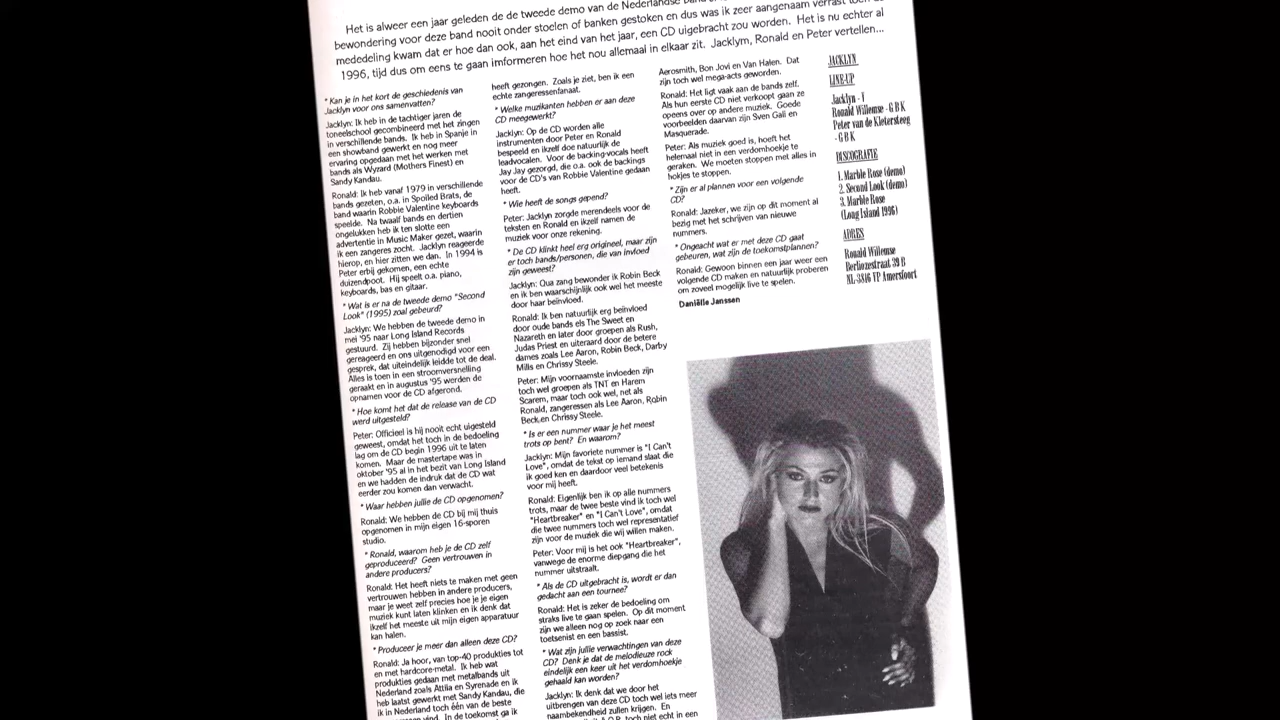 Het is alweer een jaar geleden de de tweede demo van de Nederlandse
bewondering voor deze band nooit onder stoelen of banken gestoken en dus was ik zeer aangenaam verrast toen de
mededeling kwam dat er hoe dan ook, aan het eind van het jaar, een CD uigebracht zou worden. Het is nu echter al
1996, tijd dus om eens te gaan imformeren hoe het nou allemaal in elkaar zit. Jacklym, Ronald en Peter vertellen...
* Kan je in het kort de geschiedenis van
Jacklyn voor ons samenvatten?
Jacklyn: Ik heb in de tachtiger jaren de
toneelschool gecombineerd met het zingen
in verschillende bands. Ik heb in Spanje in
een showband gewerkt en nog meer
ervaring opgedaan met het werken met
bands als Wyzard (Mothers Finest) en
Sandy Kandau.
Ronald: Ik heb vanaf 1979 in verschillende
bands gezeten, o.a. in Spoiled Brats, de
band waarin Robbie Valentine keyboards
speelde. Na twaalf bands en dertien
ongelukken heb ik ten slotte een
advertentie in Music Maker gezet, waarin
ik een zangeres zocht. Jacklyn reageerde
hierop, en hier zitten we dan. In 1994 is
Peter erbij gekomen, een echte
duizendpoot. Hij speelt o.a. piano,
keyboards, bas en gitaar.
* Wat is er na de tweede demo "Second
Look" (1995) zoal gebeurd?
Jacklyn: We hebben de tweede demo in
mei '95 naar Long Island Records
gestuurd. Zij hebben bijzonder snel
gereageerd en ons uitgenodigd voor een
gesprek, dat uiteindelijk leidde tot de deal.
Alles is toen in een stroomversnelling
geraakt en in augustus '95 werden de
opnamen voor de CD afgerond.
* Hoe komt het dat de release van de CD
werd uitgesteld?
Peter: Officieel is hij nooit echt uigesteld
geweest, omdat het toch in de bedoeling
lag om de CD begin 1996 uit te laten
komen. Maar de mastertape was in
oktober '95 al in het bezit van Long Island
en we hadden de indruk dat de CD wat
eerder zou komen dan verwacht.
* Waar hebben jullie de CD opgenomen?
Ronald: We hebben de CD bij mij thuis
opgenomen in mijn eigen 16-sporen
studio.
* Ronald, waarom heb je de CD zelf
geproduceerd? Geen vertrouwen in
andere producers?
Ronald: Het heeft niets te maken met geen
vertrouwen hebben in andere producers,
maar je weet zelf precies hoe je je eigen
muziek kunt laten klinken en ik denk dat
ikzelf het meeste uit mijn eigen apparatuur
kan halen.
* Produceer je meer dan alleen deze CD?
Ronald: Ja hoor, van top-40 produkties tot
en met hardcore-metal. Ik heb wat
produkties gedaan met metalbands uit
Nederland zoals Attila en Syrenade en ik
heb laatst gewerkt met Sandy Kandau, die
ik in Nederland toch één van de beste
vind. In de toekomst ga ik
heeft gezongen. Zoals je ziet, ben ik een
echte zangeressenfanaat.
* Welke muzikanten hebben er aan deze
CD meegewerkt?
Jacklyn: Op de CD worden alle
instrumenten door Peter en Ronald
bespeeld en ikzelf doe natuurlijk de
leadvocalen. Voor de backing-vocals heeft
Jay Jay gezorgd, die o.a. ook de backings
voor de CD's van Robbie Valentine gedaan
heeft.
* Wie heeft de songs gepend?
Peter: Jacklyn zorgde merendeels voor de
teksten en Ronald en ikzelf namen de
muziek voor onze rekening.
* De CD klinkt heel erg origineel, maar zijn
er toch bands/personen, die van invloed
zijn geweest?
Jacklyn: Qua zang bewonder ik Robin Beck
en ik ben waarschijnlijk ook wel het meeste
door haar beïnvloed.
Ronald: Ik ben natuurlijk erg beïnvloed
door oude bands els The Sweet en
Nazareth en later door groepen als Rush,
Judas Priest en uiteraard door de betere
dames zoals Lee Aaron, Robin Beck, Darby
Mills en Chrissy Steele.
Peter: Mijn voornaamste invloeden zijn
toch wel groepen als TNT en Harem
Scarem, maar toch ook wel, net als
Ronald, zangeressen als Lee Aaron, Robin
Beck en Chrissy Steele.
* Is er een nummer waar je het meest
trots op bent? En waarom?
Jacklyn: Mijn favoriete nummer is "I Can't
Love", omdat de tekst op iemand slaat die
ik goed ken en daardoor veel betekenis
voor mij heeft.
Ronald: Eigenlijk ben ik op alle nummers
trots, maar de twee beste vind ik toch wel
"Heartbreaker" en "I Can't Love", omdat
die twee nummers toch wel representatief
zijn voor de muziek die wij willen maken.
Peter: Voor mij is het ook "Heartbreaker",
vanwege de enorme diepgang die het
nummer uitstraalt.
* Als de CD uitgebracht is, wordt er dan
gedacht aan een tournee?
Ronald: Het is zeker de bedoeling om
straks live te gaan spelen. Op dit moment
zijn we alleen nog op zoek naar een
toetsenist en een bassist.
* Wat zijn jullie verwachtingen van deze
CD? Denk je dat de melodieuze rock
eindelijk een keer uit het verdomhoekje
gehaald kan worden?
Jacklyn: Ik denk dat we door het
uitbrengen van deze CD toch wel iets meer
naambekendheid zullen krijgen. En
A.O.R. toch niet echt in een
Aerosmith, Bon Jovi en Van Halen. Dat
zijn toch wel mega-acts geworden.
Ronald: Het ligt vaak aan de bands zelf.
Als hun eerste CD niet verkoopt gaan ze
opeens over op andere muziek. Goede
voorbeelden daarvan zijn Sven Gali en
Masquerade.
Peter: Als muziek goed is, hoeft het
helemaal niet in een verdomhoekje te
geraken. We moeten stoppen met alles in
hokjes te stoppen.
* Zijn er al plannen voor een volgende
CD?
Ronald: Jazeker, we zijn op dit moment al
bezig met het schrijven van nieuwe
nummers.
* Ongeacht wat er met deze CD gaat
gebeuren, wat zijn de toekomstplannen?
Ronald: Gewoon binnen een jaar weer een
volgende CD maken en natuurlijk proberen
om zoveel mogelijk live te spelen.
Daniëlle Janssen
JACKLYN
LINE-UP
Jacklyn - V
Ronald Willemse - G B K
Peter van de Kletersteeg
- G B K
DISCOGRAFIE
1. Marble Rose (demo)
2. Second Look (demo)
3. Marble Rose
(Long Island 1996)
ADRES
Ronald Willemse
Berliozestraat 39 B
NL-3816 VP Amersfoort